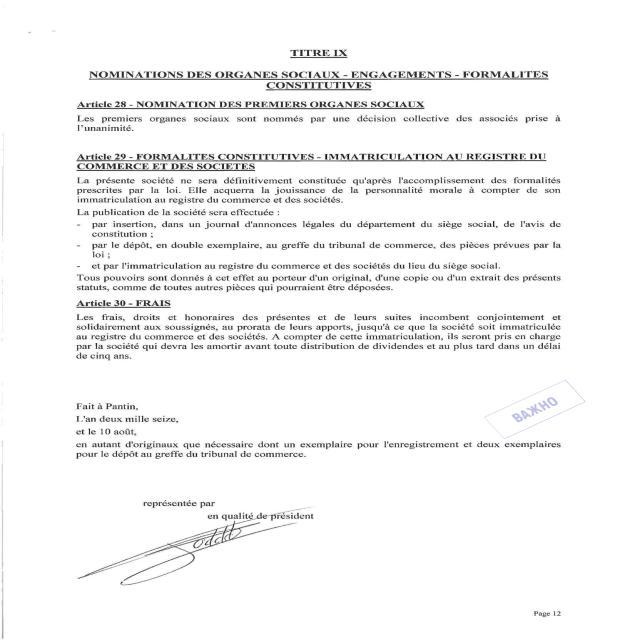 TITRE IX
NOMINATIONS DES ORGANES SOCIAUX - ENGAGEMENTS - FORMALITES
CONSTITUTIVES
Article 28 - NOMINATION DES PREMIERS ORGANES SOCIAUX
Les premiers organes sociaux sont nommés par une décision collective des associés prise à
l'unanimité.
Article 29 - FORMALITES CONSTITUTIVES - IMMATRICULATION AU REGISTRE DU
COMMERCE ET DES SOCIETES
La présente société ne sera définitivement constituée qu'après l'accomplissement des formalités
prescrites par la loi. Elle acquerra la jouissance de la personnalité morale à compter de son
immatriculation au registre du commerce et des sociétés.
La publication de la société sera effectuée :
- par insertion, dans un journal d'annonces légales du département du siège social, de l'avis de
constitution ;
- par le dépôt, en double exemplaire, au greffe du tribunal de commerce, des pièces prévues par la
loi ;
- et par l'immatriculation au registre du commerce et des sociétés du lieu du siège social.
Tous pouvoirs sont donnés à cet effet au porteur d'un original, d'une copie ou d'un extrait des présents
statuts, comme de toutes autres pièces qui pourraient être déposées.
Article 30 - FRAIS
Les frais, droits et honoraires des présentes et de leurs suites incombent conjointement et
solidairement aux soussignés, au prorata de leurs apports, jusqu'à ce que la société soit immatriculée
au registre du commerce et des sociétés. A compter de cette immatriculation, ils seront pris en charge
par la société qui devra les amortir avant toute distribution de dividendes et au plus tard dans un délai
de cinq ans.
Fait à Pantin,
L'an deux mille seize,
et le 10 août,
ВАЖНО
en autant d'originaux que nécessaire dont un exemplaire pour l'enregistrement et deux exemplaires
pour le dépôt au greffe du tribunal de commerce.
représentée par
en qualité de président
Page 12